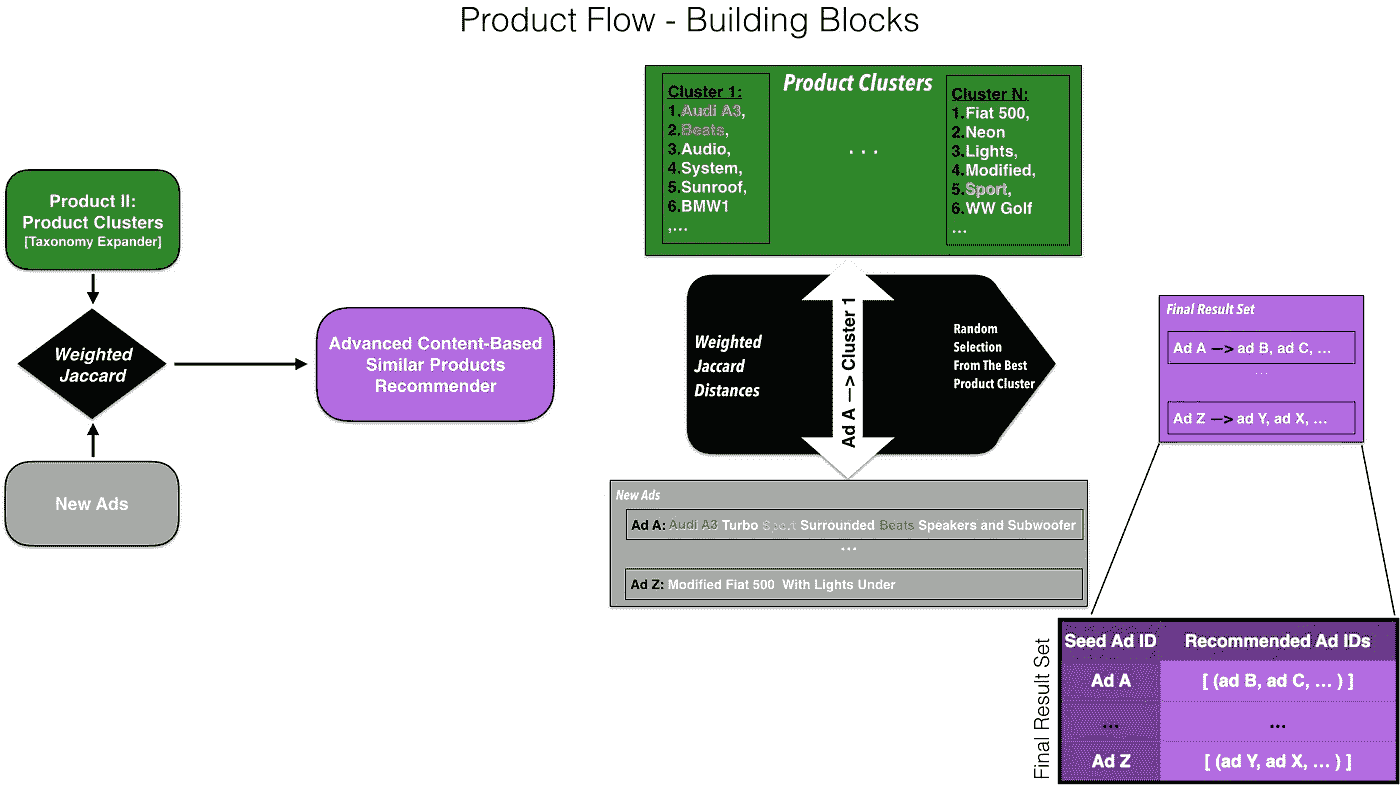 Product Flow - Building Blocks
Product II:
Product Clusters
[Taxonomy Expander]
Weighted
Jaccard
New Ads
Advanced Content-Based
Similar Products
Recommender
Product Clusters
Cluster 1:
1.Audi A3,
2.Beats,
3.Audio,
4.System,
5.Sunroof,
6.BMW1
,...
...
Cluster N:
1.Fiat 500,
2.Neon
3.Lights,
4.Modified,
5.Sport,
6.WW Golf
...
Weighted
Jaccard
Distances
Ad A —> Cluster 1
Random
Selection
From The Best
Product Cluster
New Ads
Ad A: Audi A3 Turbo Sport Surrounded Beats Speakers and Subwoofer
...
Ad Z: Modified Fiat 500 With Lights Under
Final Result Set
Ad A —> ad B, ad C, ...
...
Ad Z —> ad Y, ad X, ...
Final Result Set
Seed Ad ID Recommended Ad IDs
Ad A [ (ad B, ad C, ... ) ]
... ...
Ad Z [ (ad Y, ad X, ... ) ]